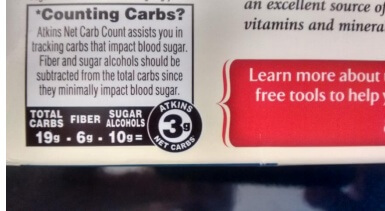 *Counting Carbs?
Atkins Net Carb Count assists you in
tracking carbs that impact blood sugar.
Fiber and sugar alcohols should be
subtracted from the total carbs since
they minimally impact blood sugar.
TOTAL CARBS FIBER SUGAR ALCOHOLS
19g - 6g - 10g =
ATKINS
3g
NET CARBS
an excellent source of
vitamins and minera
Learn more about
free tools to help